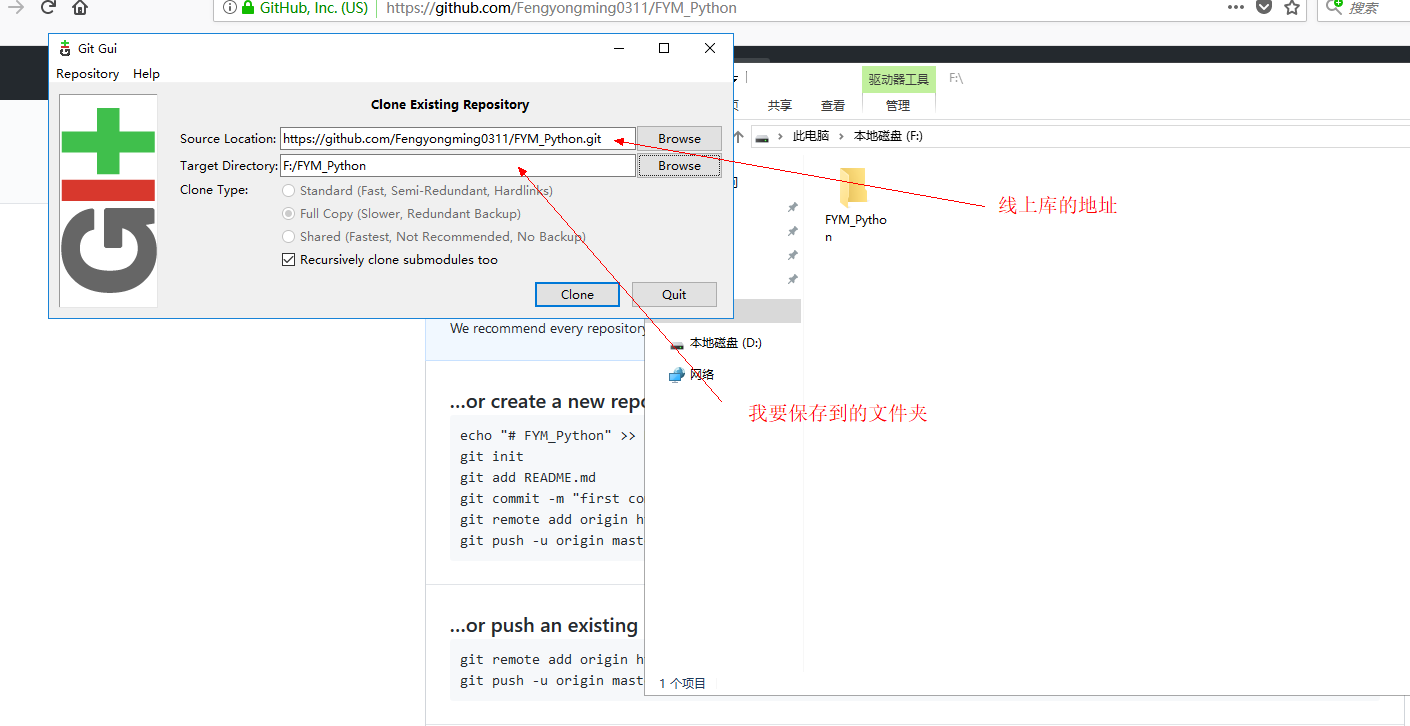 GitHub, Inc. (US)
https://github.com/Fengyongming0311/FYM_Python
搜索
Git Gui
Repository Help
Clone Existing Repository
Source Location: https://github.com/Fengyongming0311/FYM_Python.git Browse
Target Directory: F:/FYM_Python Browse
Clone Type:
Standard (Fast, Semi-Redundant, Hardlinks)
Full Copy (Slower, Redundant Backup)
Shared (Fastest, Not Recommended, No Backup)
Recursively clone submodules too
Clone Quit
GIt
驱动器工具 F:\
共享 查看 管理
此电脑 本地磁盘 (F:)
FYM_Pytho
n
线上库的地址
本地磁盘 (D:)
网络
我要保存到的文件夹
1 个项目
We recommend every repository
...or create a new repo
echo "# FYM_Python" >>
git init
git add README.md
git commit -m "first co
git remote add origin h
git push -u origin mast
...or push an existing
git remote add origin h
git push -u origin mast